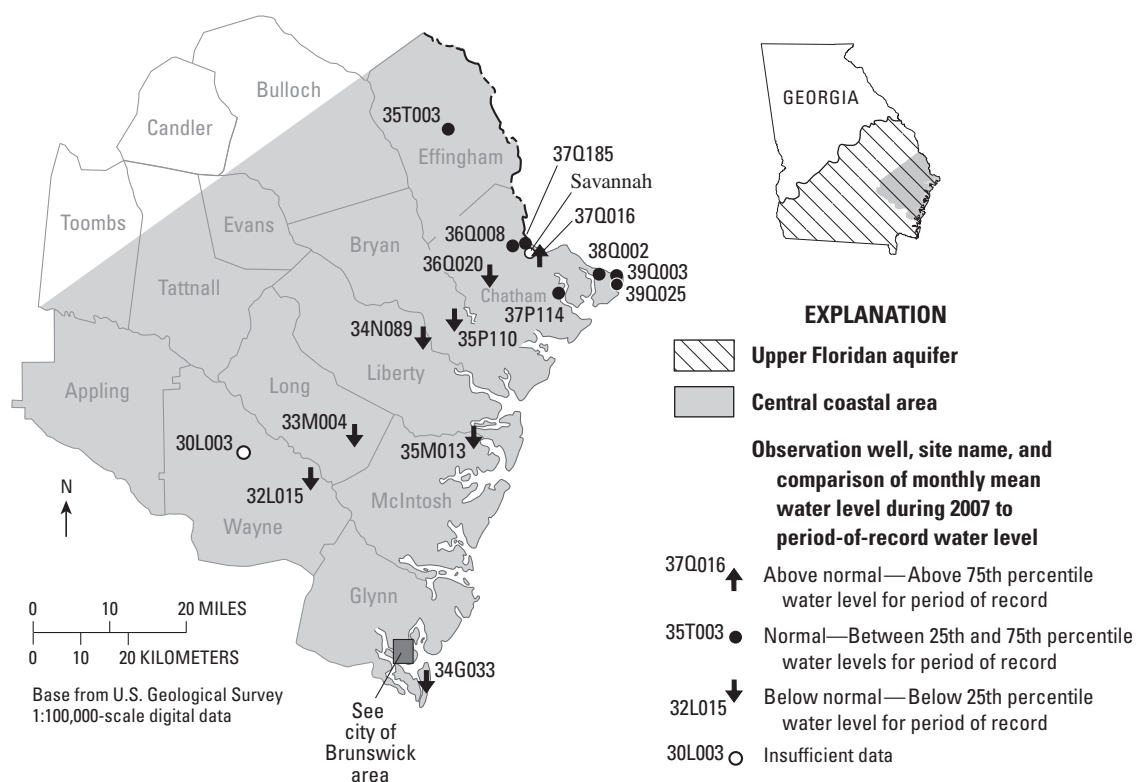 Bulloch
Candler
35T003
Effingham
37Q185
Savannah
37Q016
Toombs
Evans
Bryan
36Q008
38Q002
36Q020
39Q003
39Q025
Chatham
Tattnall
37P114
34N089
35P110
Appling
Long
Liberty
33M004
30L003
35M013
32L015
McIntosh
Wayne
N
Glynn
0 10 20 MILES
0 10 20 KILOMETERS
34G033
Base from U.S. Geological Survey
1:100,000-scale digital data
See
city of
Brunswick
area
GEORGIA
EXPLANATION
Upper Floridan aquifer
Central coastal area
Observation well, site name, and
comparison of monthly mean
water level during 2007 to
period-of-record water level
37Q016 Above normal—Above 75th percentile
water level for period of record
35T003 Normal—Between 25th and 75th percentile
water levels for period of record
32L015 Below normal—Below 25th percentile
water level for period of record
30L003 Insufficient data